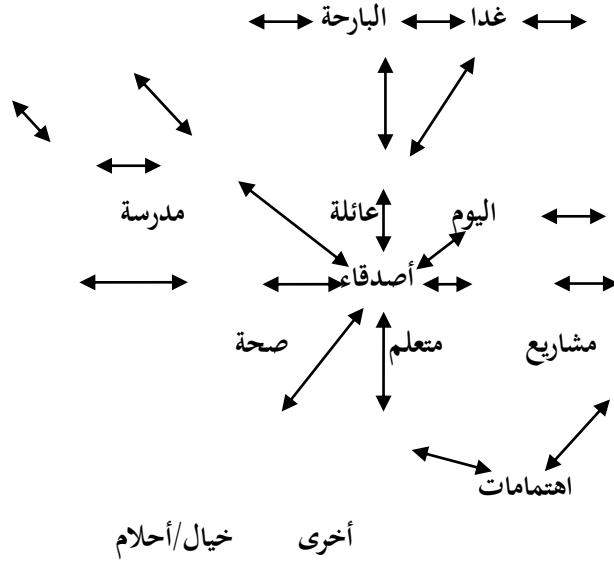 غدا البارحة
اليوم عائلة مدرسة
أصدقاء
مشاريع متعلم صحة
اهتمامات
أخرى خيال/أحلام